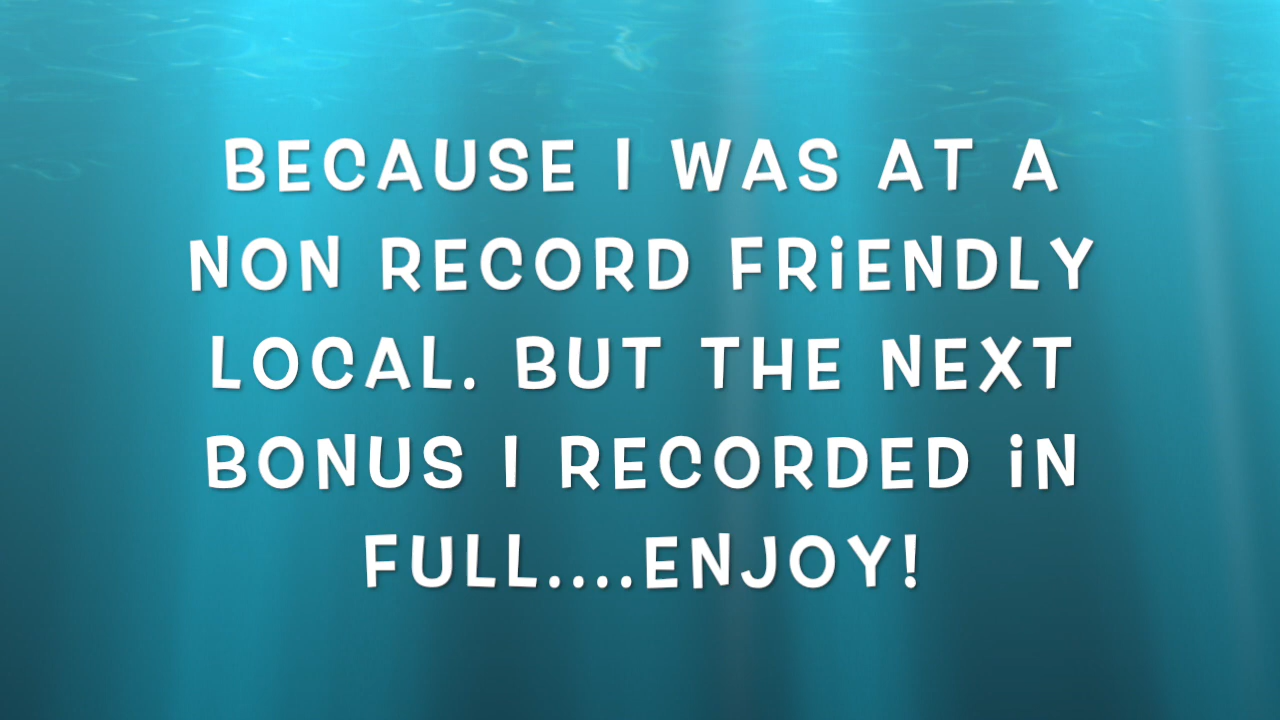 BECAUSE I WAS AT A
NON RECORD FRiENDLY
LOCAL. BUT THE NEXT
BONUS I RECORDED iN
FULL....ENJOY!